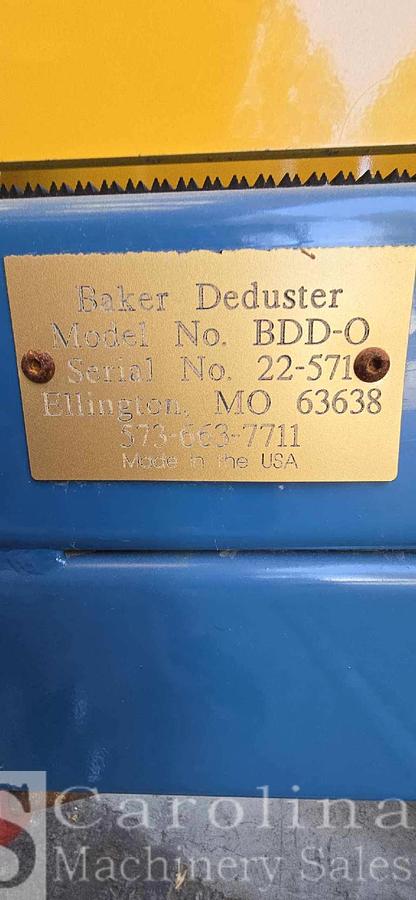 Baker Deduster
Model No. BDD-O
Serial No. 22-571
Ellington, MO 63638
573-663-7711
Made in the USA
S Carolina
Machinery Sales